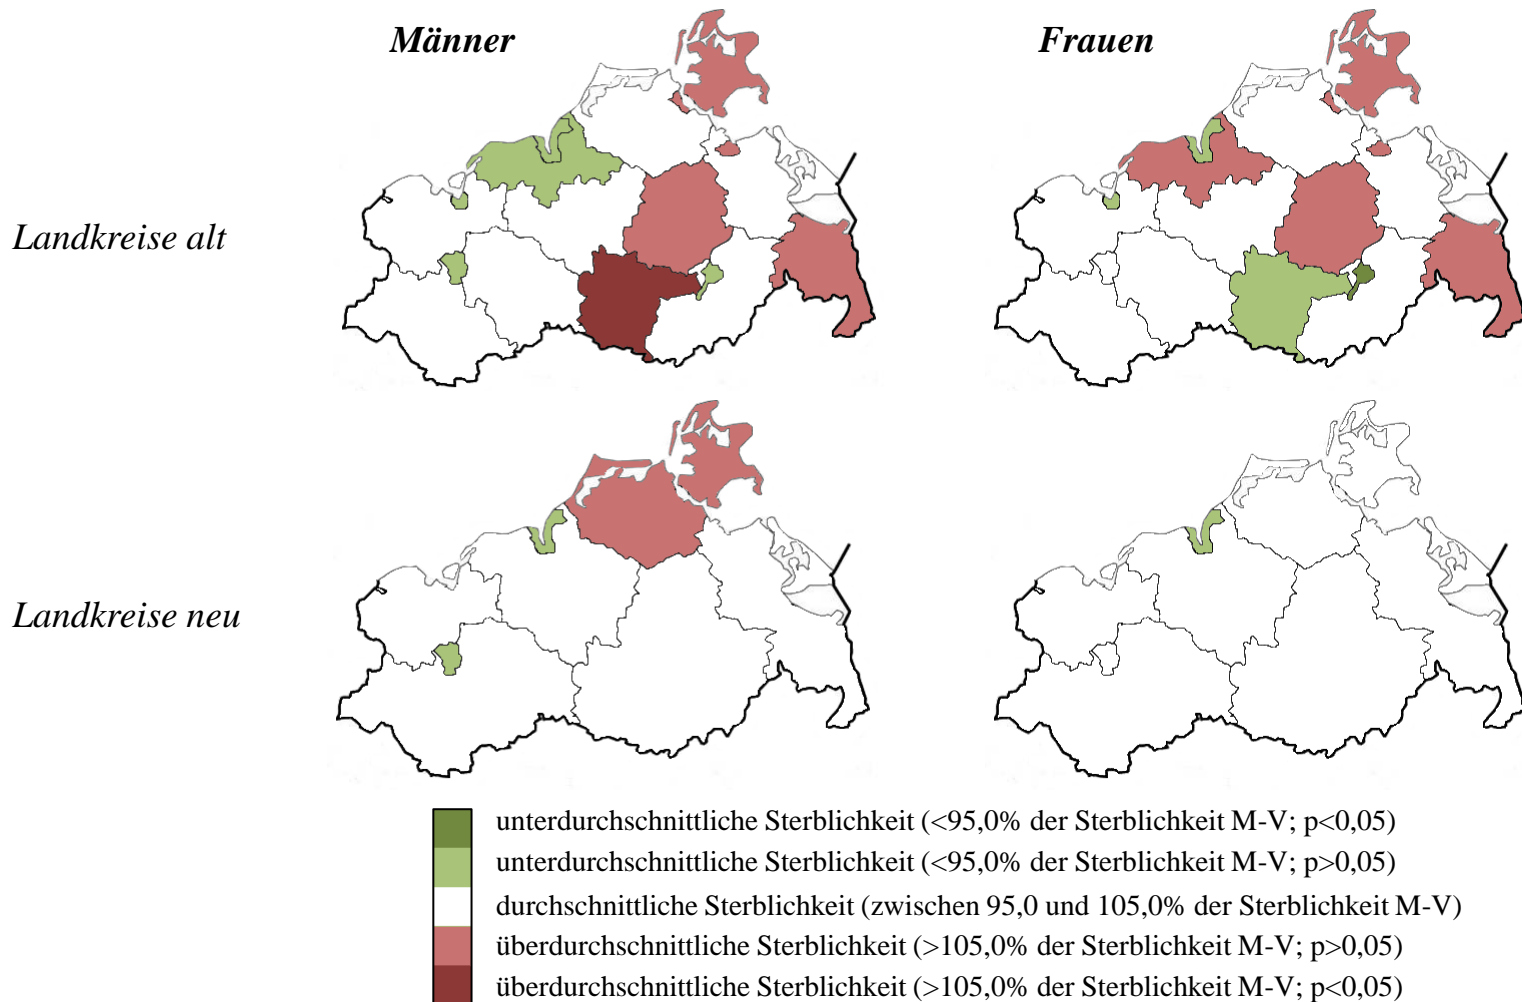 Männer
Frauen
Landkreise alt
Landkreise neu
unterdurchschnittliche Sterblichkeit (<95,0% der Sterblichkeit M-V; p<0,05)
unterdurchschnittliche Sterblichkeit (<95,0% der Sterblichkeit M-V; p>0,05)
durchschnittliche Sterblichkeit (zwischen 95,0 und 105,0% der Sterblichkeit M-V)
überdurchschnittliche Sterblichkeit (>105,0% der Sterblichkeit M-V; p>0,05)
überdurchschnittliche Sterblichkeit (>105,0% der Sterblichkeit M-V; p<0,05)